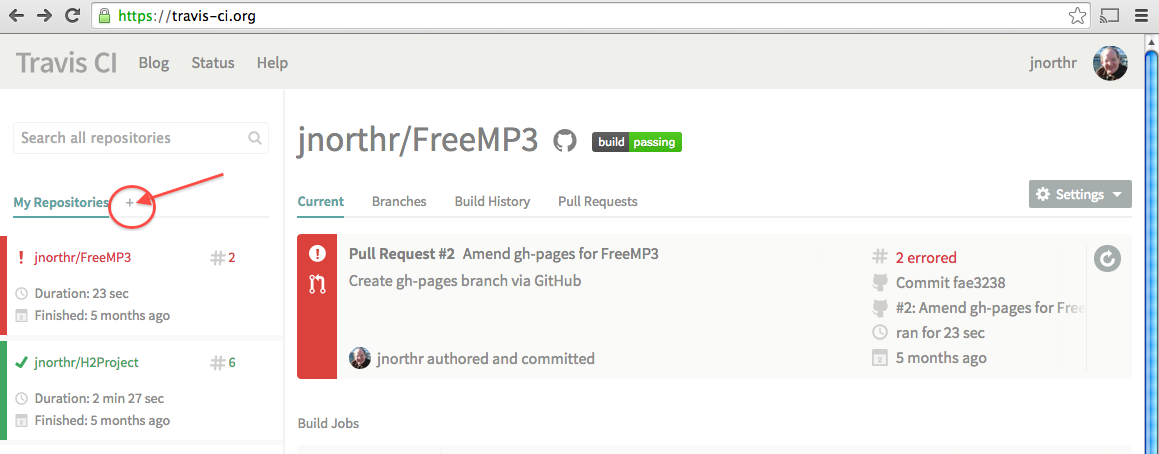 https://travis-ci.org
Travis CI Blog Status Help jnorthr
Search all repositories
jnorthr/FreeMP3 build passing
My Repositories +
Current Branches Build History Pull Requests Settings
jnorthr/FreeMP3 # 2
Duration: 23 sec
Finished: 5 months ago
jnorthr/H2Project # 6
Duration: 2 min 27 sec
Finished: 5 months ago
Pull Request #2 Amend gh-pages for FreeMP3
Create gh-pages branch via GitHub
jnorthr authored and committed
# 2 errored
Commit fae3238
#2: Amend gh-pages for Free
ran for 23 sec
5 months ago
Build Jobs